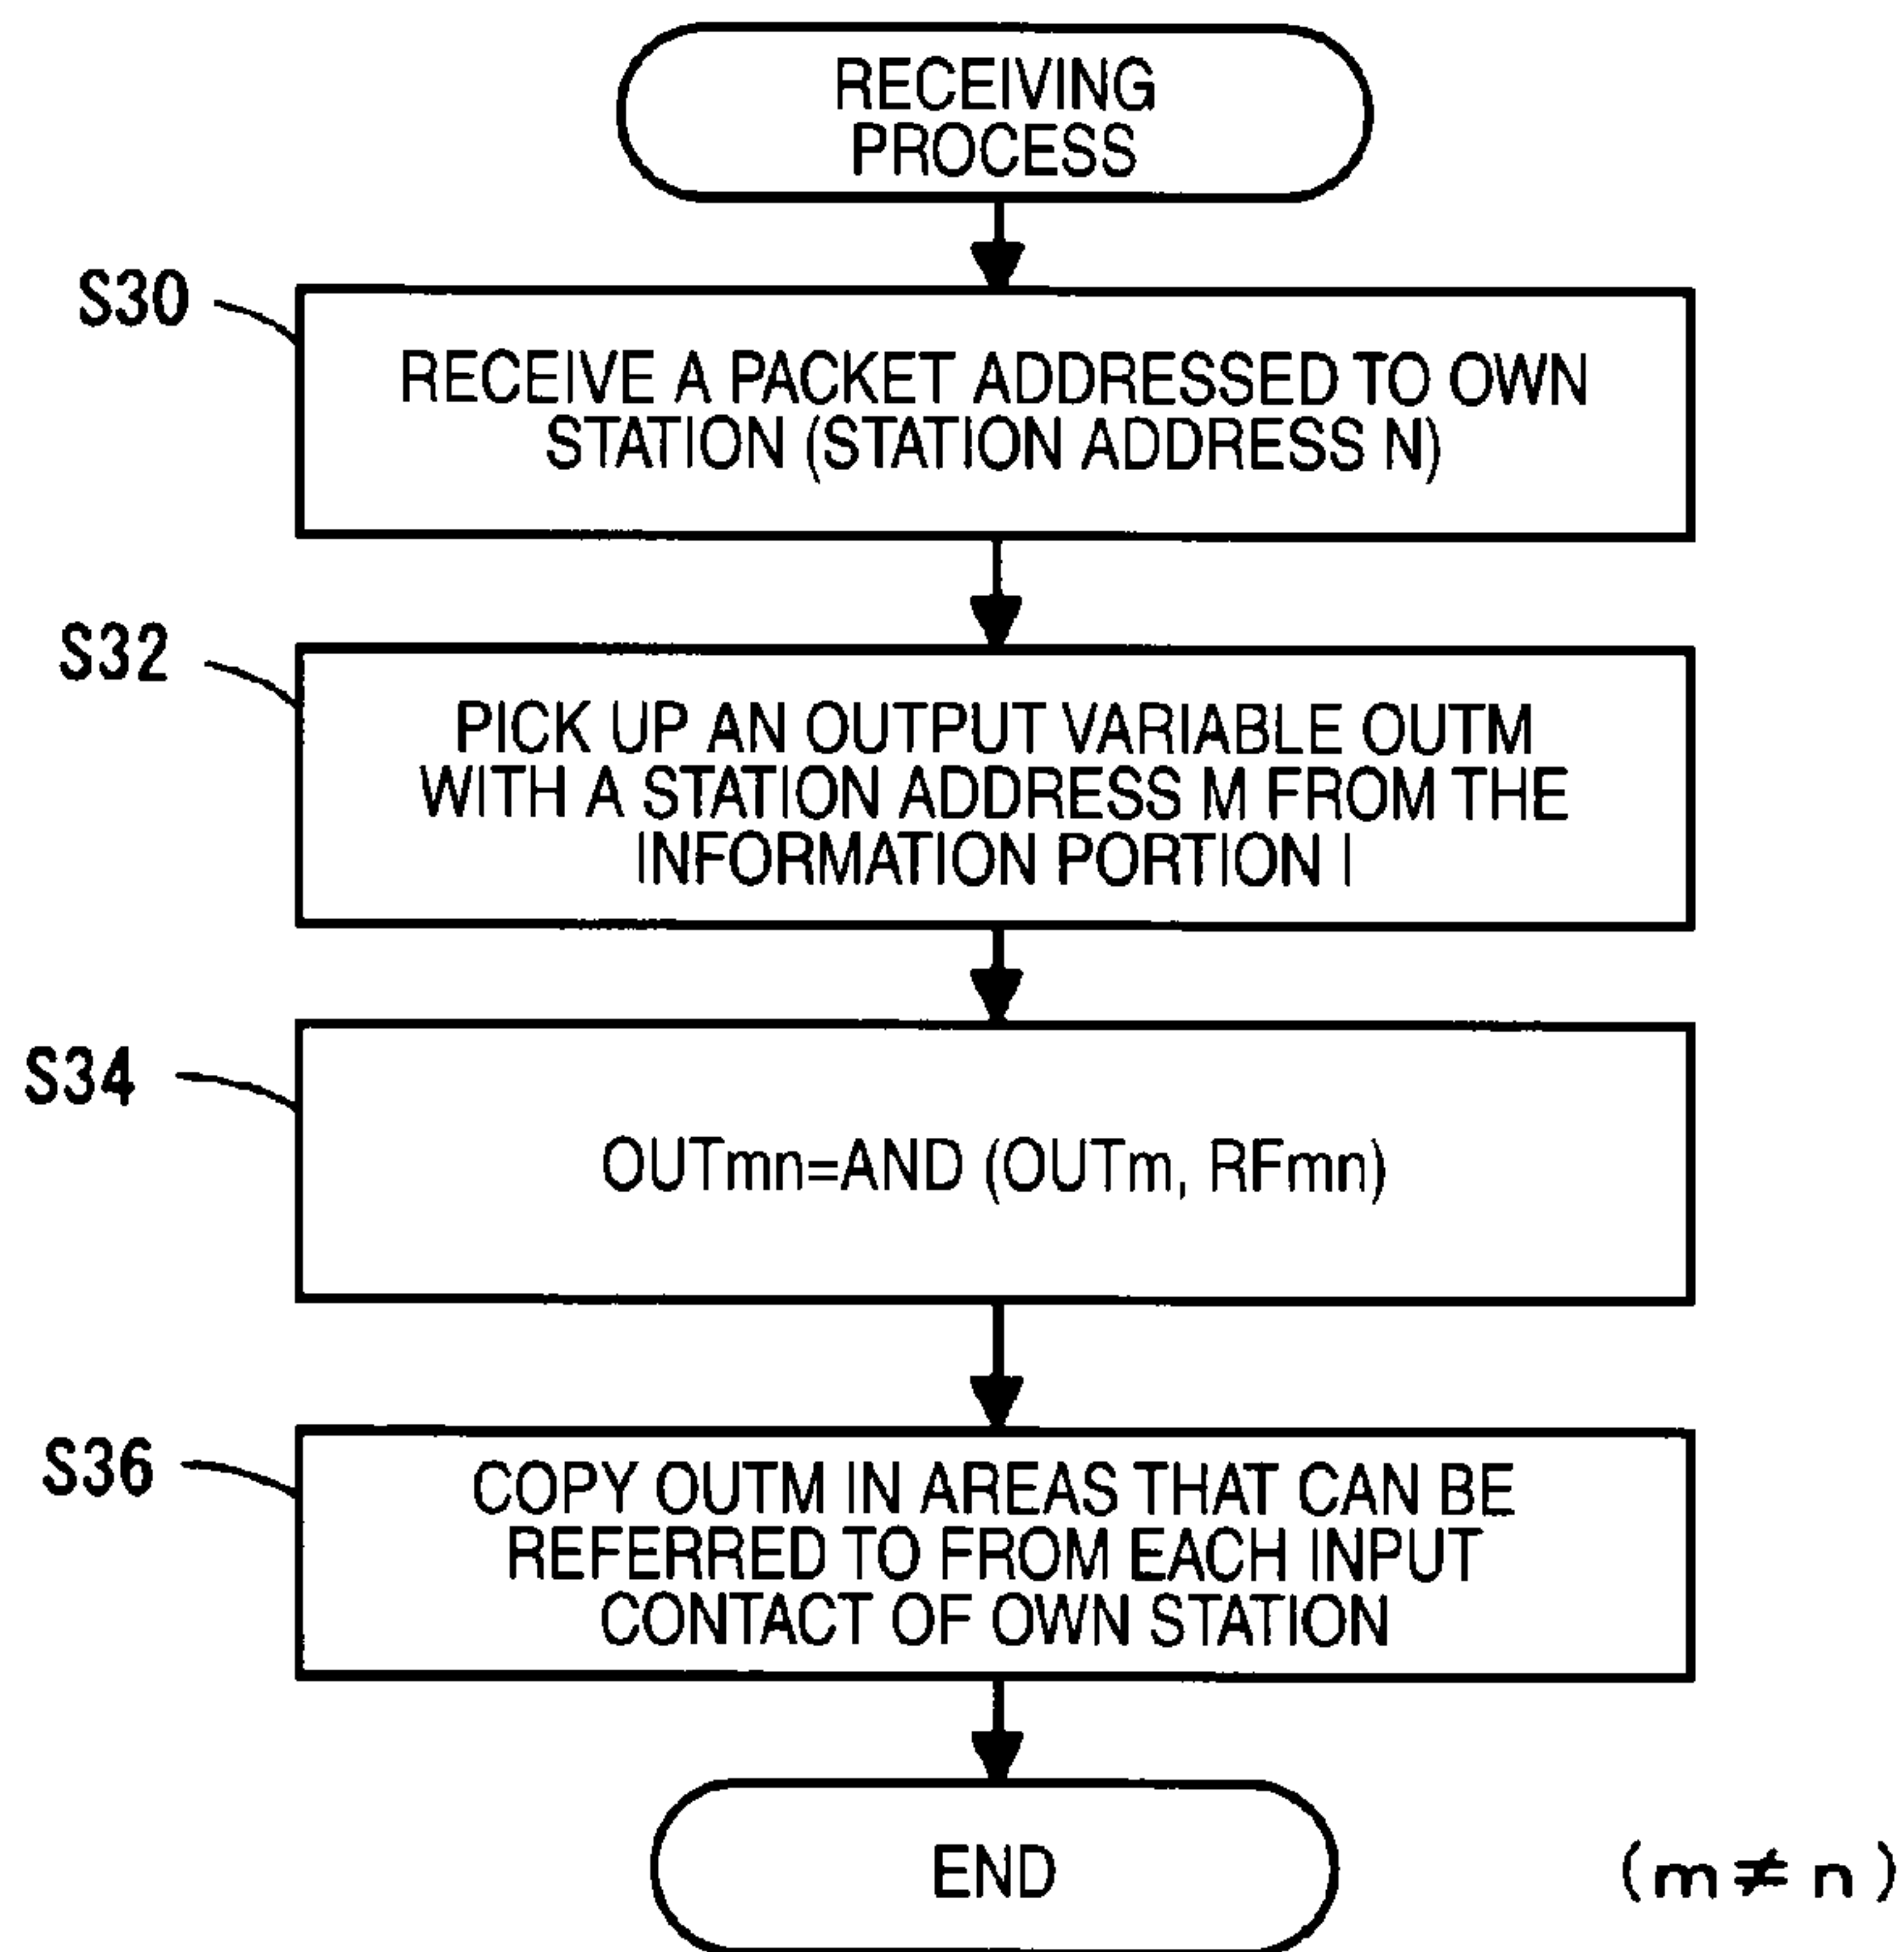 RECEIVING
PROCESS
S30
RECEIVE A PACKET ADDRESSED TO OWN
STATION (STATION ADDRESS N)
S32
PICK UP AN OUTPUT VARIABLE OUTM
WITH A STATION ADDRESS M FROM THE
INFORMATION PORTION I
S34
OUTmn=AND (OUTm, RFmn)
S36
COPY OUTM IN AREAS THAT CAN BE
REFERRED TO FROM EACH INPUT
CONTACT OF OWN STATION
END
(m≠n)